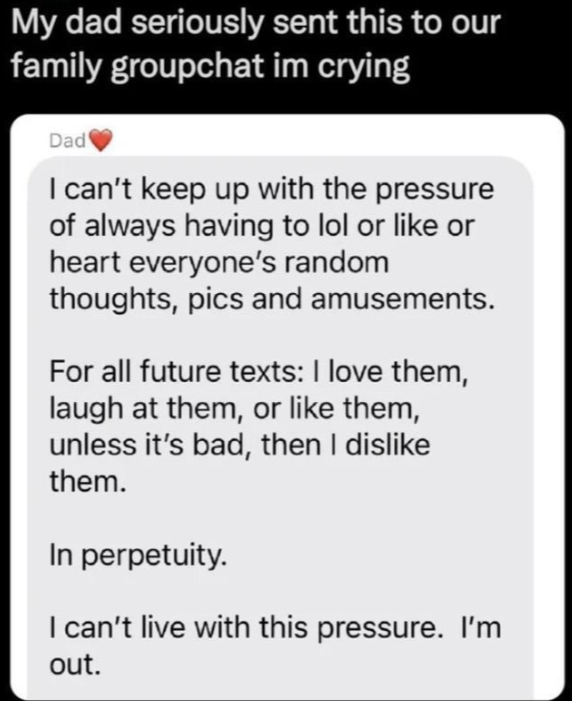 My dad seriously sent this to our
family groupchat im crying
Dad❤️
I can’t keep up with the pressure
of always having to lol or like or
heart everyone’s random
thoughts, pics and amusements.
For all future texts: I love them,
laugh at them, or like them,
unless it’s bad, then I dislike
them.
In perpetuity.
I can’t live with this pressure.  I’m
out.